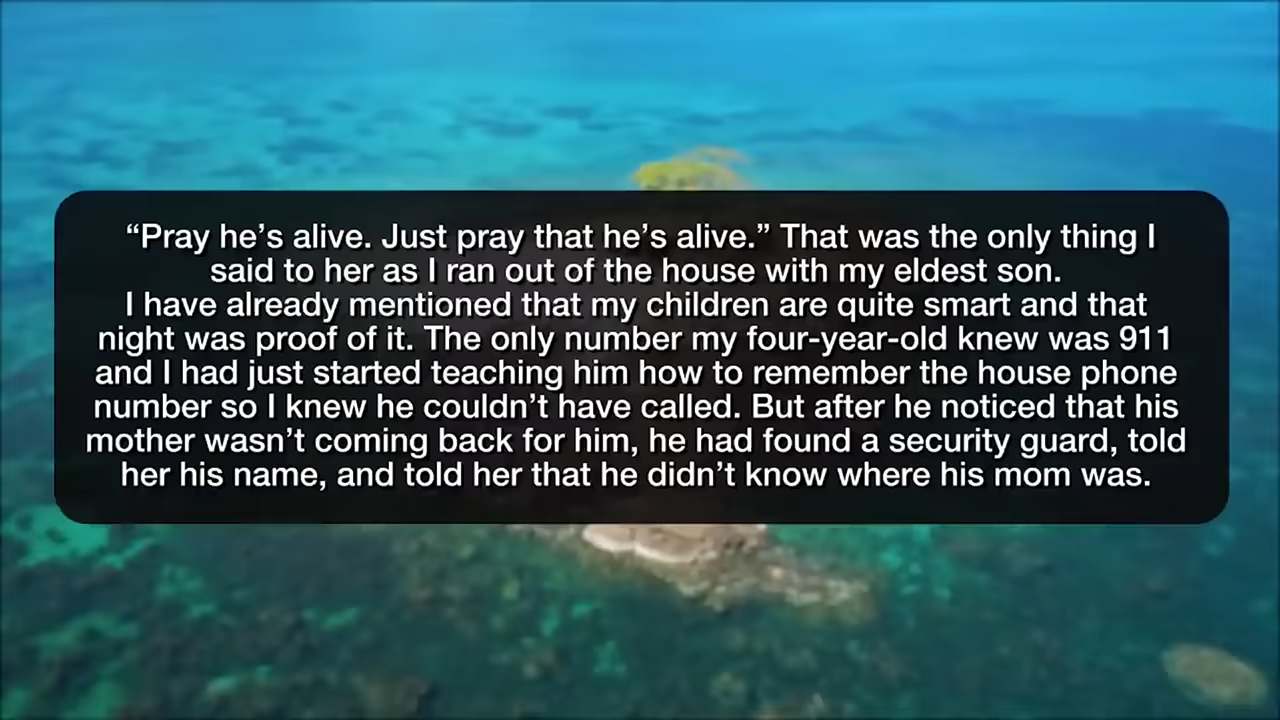 “Pray he’s alive. Just pray that he’s alive.” That was the only thing I
said to her as I ran out of the house with my eldest son.
I have already mentioned that my children are quite smart and that
night was proof of it. The only number my four-year-old knew was 911
and I had just started teaching him how to remember the house phone
number so I knew he couldn’t have called. But after he noticed that his
mother wasn’t coming back for him, he had found a security guard, told
her his name, and told her that he didn’t know where his mom was.